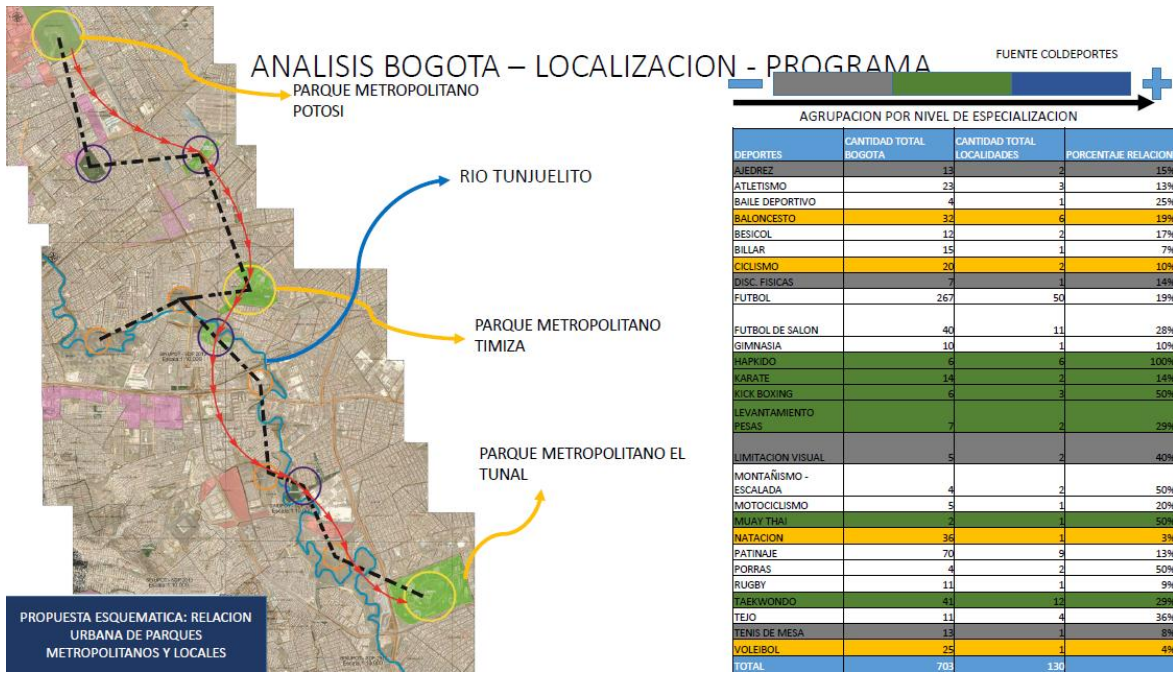 ANALISIS BOGOTA – LOCALIZACION - PROGRAMA
PARQUE METROPOLITANO
POTOSI
RIO TUNJUELITO
PARQUE METROPOLITANO
TIMIZA
PARQUE METROPOLITANO EL
TUNAL
PROPUESTA ESQUEMATICA: RELACION
URBANA DE PARQUES
METROPOLITANOS Y LOCALES
FUENTE COLDEPORTES
AGRUPACION POR NIVEL DE ESPECIALIZACION
DEPORTES CANTIDAD TOTAL BOGOTA CANTIDAD TOTAL LOCALIDADES PORCENTAJE RELACION
AJEDREZ 13 2 15%
ATLETISMO 23 3 13%
BAILE DEPORTIVO 4 1 25%
BALONCESTO 32 6 19%
BESICOL 12 2 17%
BILLAR 15 1 7%
CICLISMO 20 2 10%
DISC. FISICAS 7 1 14%
FUTBOL 267 50 19%
FUTBOL DE SALON 40 11 28%
GIMNASIA 10 1 10%
HAPKIDO 6 6 100%
KARATE 14 2 14%
KICK BOXING 6 3 50%
LEVANTAMIENTO
PESAS 7 2 29%
LIMITACION VISUAL 5 2 40%
MONTAÑISMO -
ESCALADA 4 2 50%
MOTOCICLISMO 5 1 20%
MUAY THAI 2 1 50%
NATACION 36 1 3%
PATINAJE 70 9 13%
PORRAS 4 2 50%
RUGBY 11 1 9%
TAEKWONDO 41 12 29%
TEJO 11 4 36%
TENIS DE MESA 13 1 8%
VOLEIBOL 25 1 4%
TOTAL 703 130